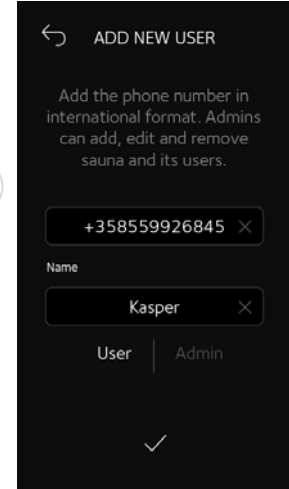 ADD NEW USER
Add the phone number in
international format. Admins
can add, edit and remove
sauna and its users.
+358559926845
Name
Kasper
User Admin